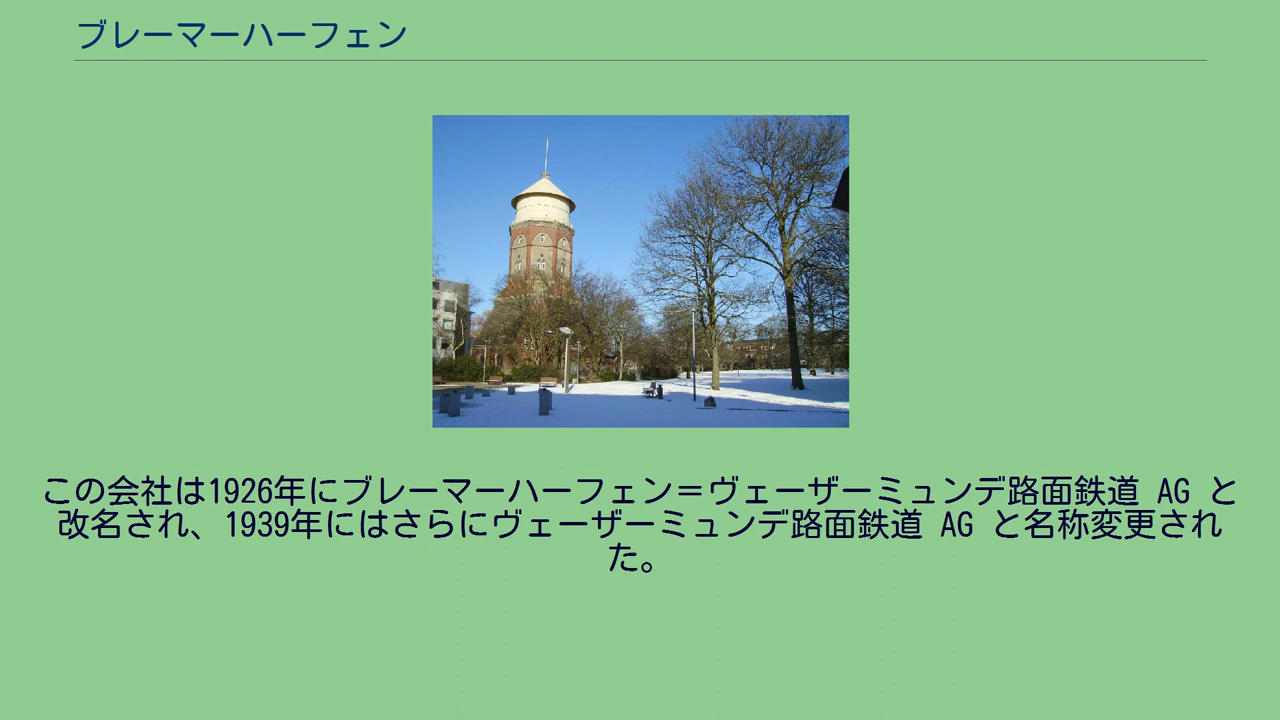 ブレーマーハーフェン
この会社は1926年にブレーマーハーフェン＝ヴェーザーミュンデ路面鉄道 AG と
改名され、1939年にはさらにヴェーザーミュンデ路面鉄道 AG と名称変更され
た。